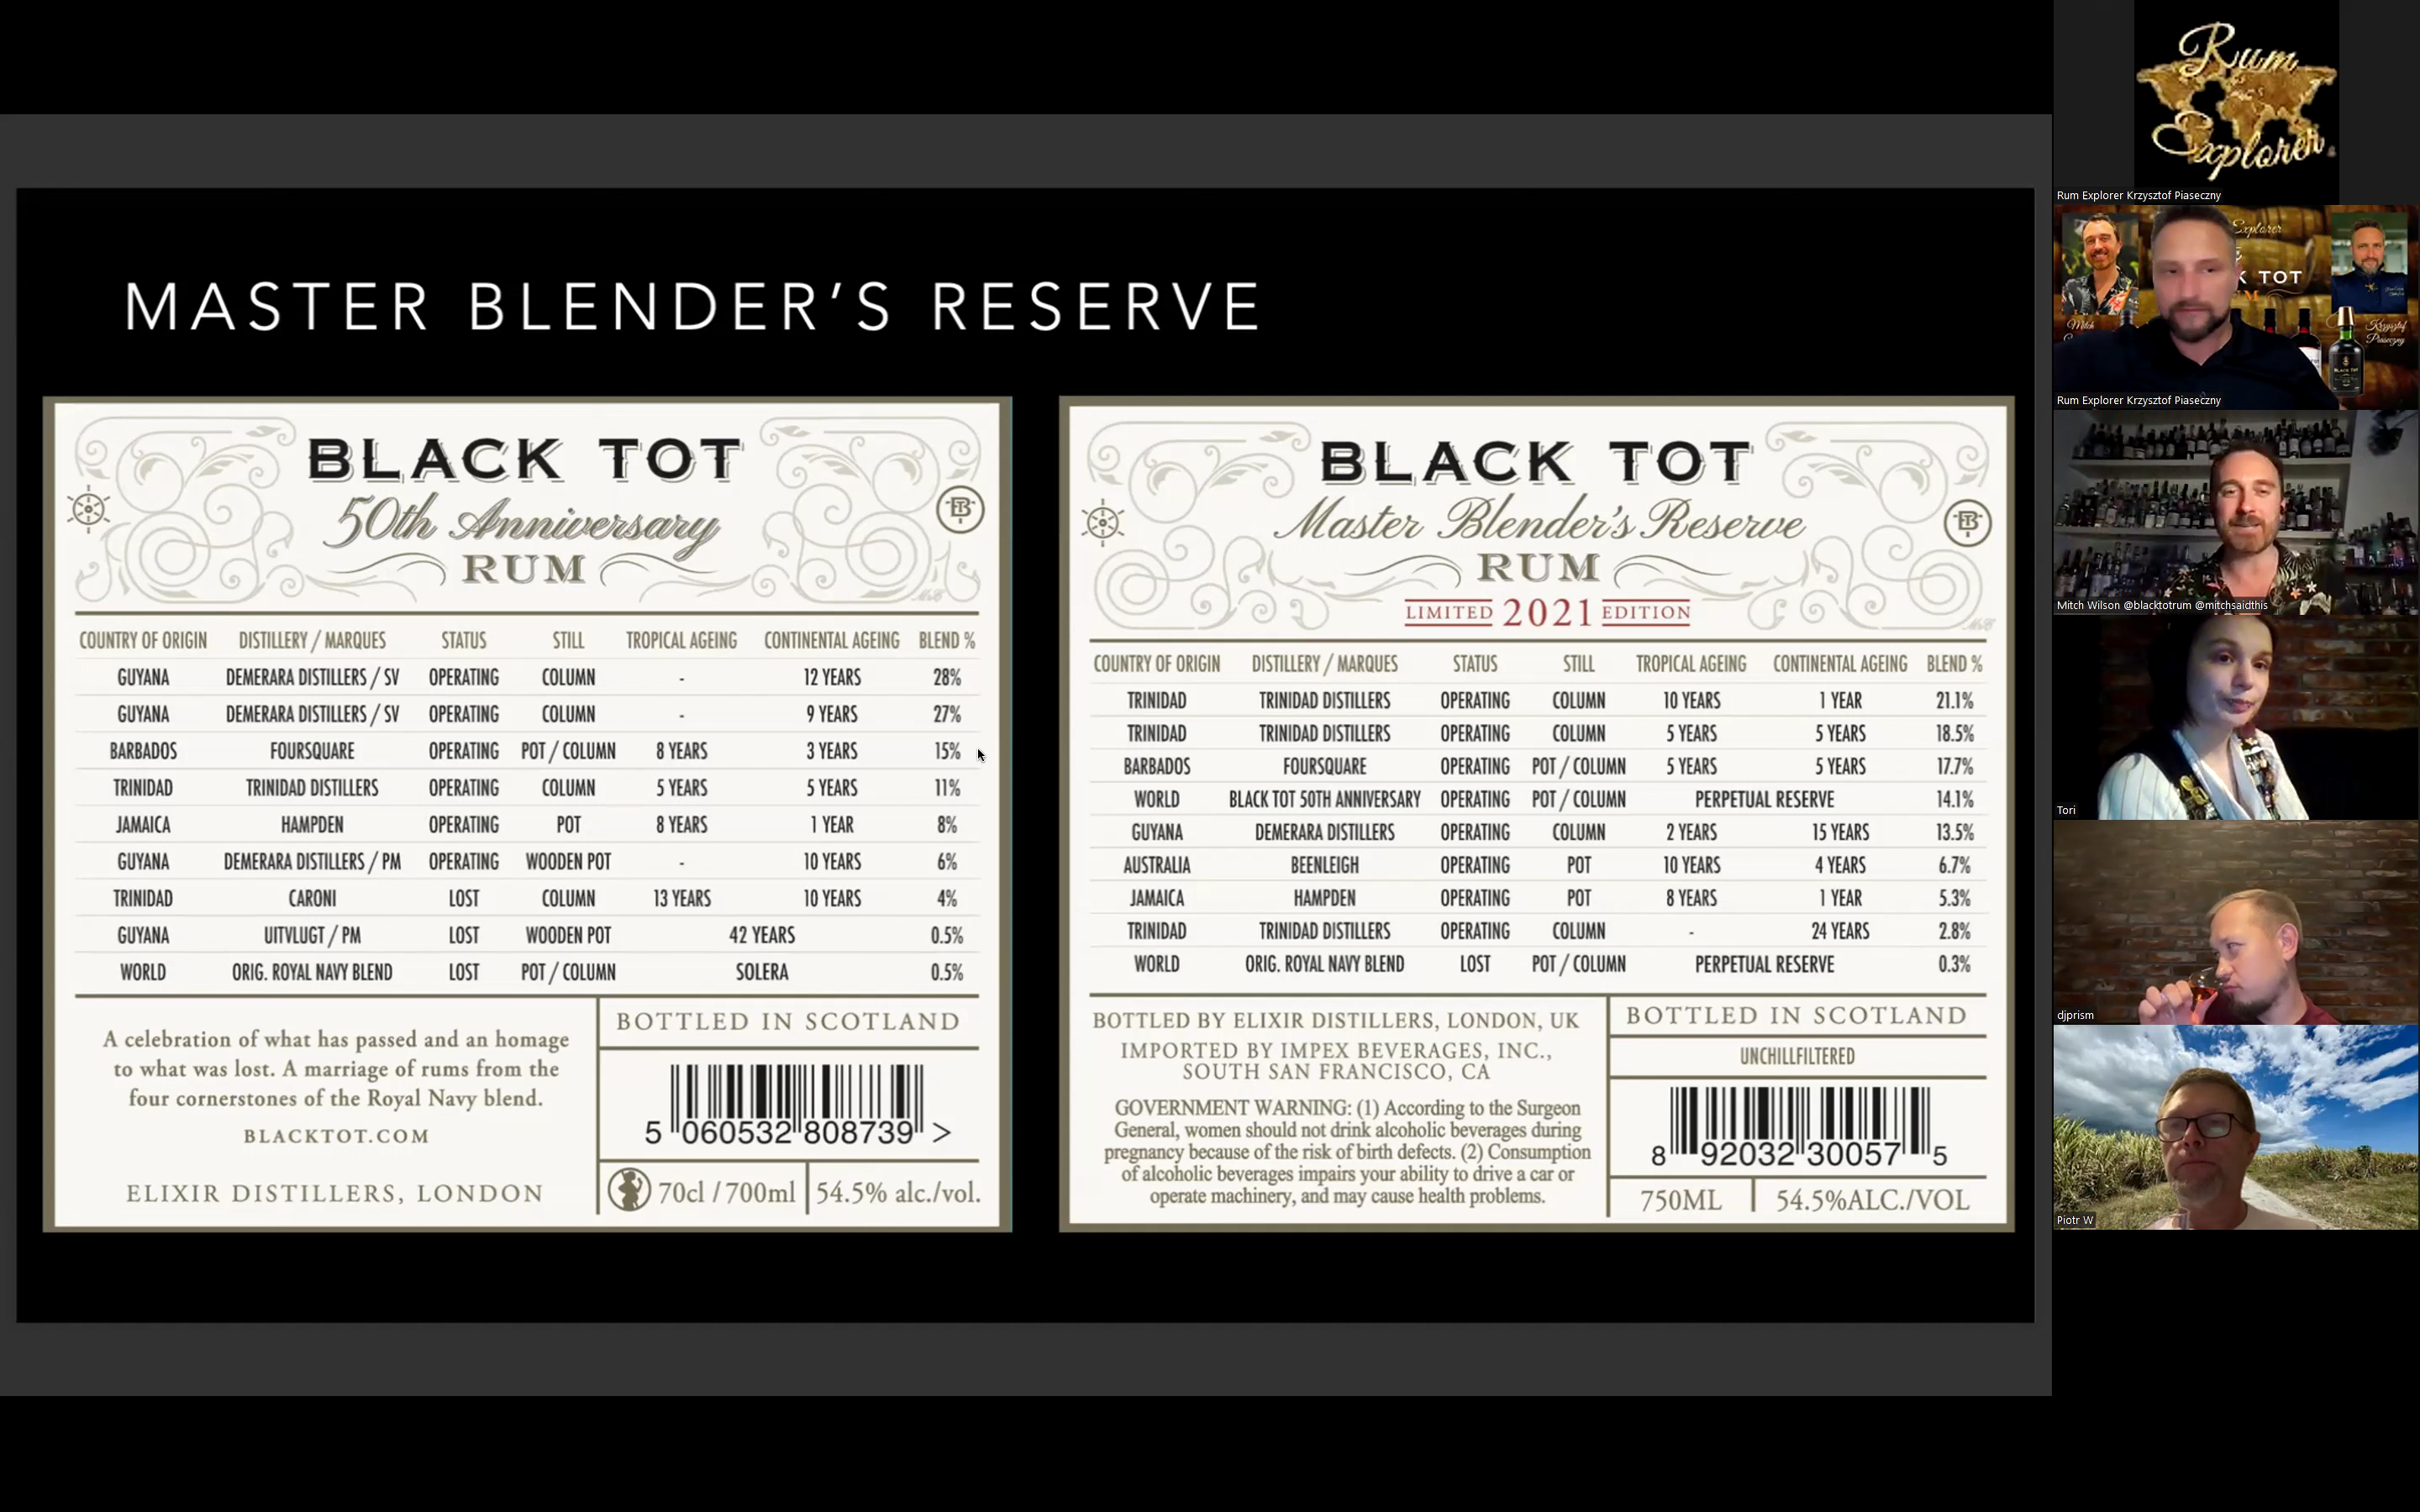 MASTER BLENDER'S RESERVE
BLACK TOT
50th Anniversary
RUM
COUNTRY OF ORIGIN DISTILLERY / MARQUES STATUS STILL TROPICAL AGEING CONTINENTAL AGEING BLEND %
GUYANA DEMERARA DISTILLERS / SV OPERATING COLUMN - 12 YEARS 28%
GUYANA DEMERARA DISTILLERS / SV OPERATING COLUMN - 9 YEARS 27%
BARBADOS FOURSQUARE OPERATING POT / COLUMN 8 YEARS 3 YEARS 15%
TRINIDAD TRINIDAD DISTILLERS OPERATING COLUMN 5 YEARS 5 YEARS 11%
JAMAICA HAMPDEN OPERATING POT 8 YEARS 1 YEAR 8%
GUYANA DEMERARA DISTILLERS / PM OPERATING WOODEN POT - 10 YEARS 6%
TRINIDAD CARONI LOST COLUMN 13 YEARS 10 YEARS 4%
GUYANA UITVLUGT / PM LOST WOODEN POT 42 YEARS 0.5%
WORLD ORIG. ROYAL NAVY BLEND LOST POT / COLUMN SOLERA 0.5%
A celebration of what has passed and an homage
to what was lost. A marriage of rums from the
four cornerstones of the Royal Navy blend.
BLACKTOT.COM
ELIXIR DISTILLERS, LONDON
BOTTLED IN SCOTLAND
5 060532 808739 >
70cl / 700ml 54.5% alc./vol.
BLACK TOT
Master Blender's Reserve
RUM
LIMITED 2021 EDITION
COUNTRY OF ORIGIN DISTILLERY / MARQUES STATUS STILL TROPICAL AGEING CONTINENTAL AGEING BLEND %
TRINIDAD TRINIDAD DISTILLERS OPERATING COLUMN 10 YEARS 1 YEAR 21.1%
TRINIDAD TRINIDAD DISTILLERS OPERATING COLUMN 5 YEARS 5 YEARS 18.5%
BARBADOS FOURSQUARE OPERATING POT / COLUMN 5 YEARS 5 YEARS 17.7%
WORLD BLACK TOT 50TH ANNIVERSARY OPERATING POT / COLUMN PERPETUAL RESERVE 14.1%
GUYANA DEMERARA DISTILLERS OPERATING COLUMN 2 YEARS 15 YEARS 13.5%
AUSTRALIA BEENLEIGH OPERATING POT 10 YEARS 4 YEARS 6.7%
JAMAICA HAMPDEN OPERATING POT 8 YEARS 1 YEAR 5.3%
TRINIDAD TRINIDAD DISTILLERS OPERATING COLUMN - 24 YEARS 2.8%
WORLD ORIG. ROYAL NAVY BLEND LOST POT / COLUMN PERPETUAL RESERVE 0.3%
BOTTLED BY ELIXIR DISTILLERS, LONDON, UK
IMPORTED BY IMPEX BEVERAGES, INC.,
SOUTH SAN FRANCISCO, CA
GOVERNMENT WARNING: (1) According to the Surgeon
General, women should not drink alcoholic beverages during
pregnancy because of the risk of birth defects. (2) Consumption
of alcoholic beverages impairs your ability to drive a car or
operate machinery, and may cause health problems.
BOTTLED IN SCOTLAND
UNCHILLFILTERED
8 92032 30057 5
750ML 54.5%ALC./VOL
Rum
Explorer
Rum Explorer Krzysztof Piaseczny
Explorer
K TOT
Mitch
Krzysztof
Piaseczny
BLACK TOT
Rum Explorer Krzysztof Piaseczny
Mitch Wilson @blacktotrum @mitchsaidthis
Tori
djprism
Piotr W